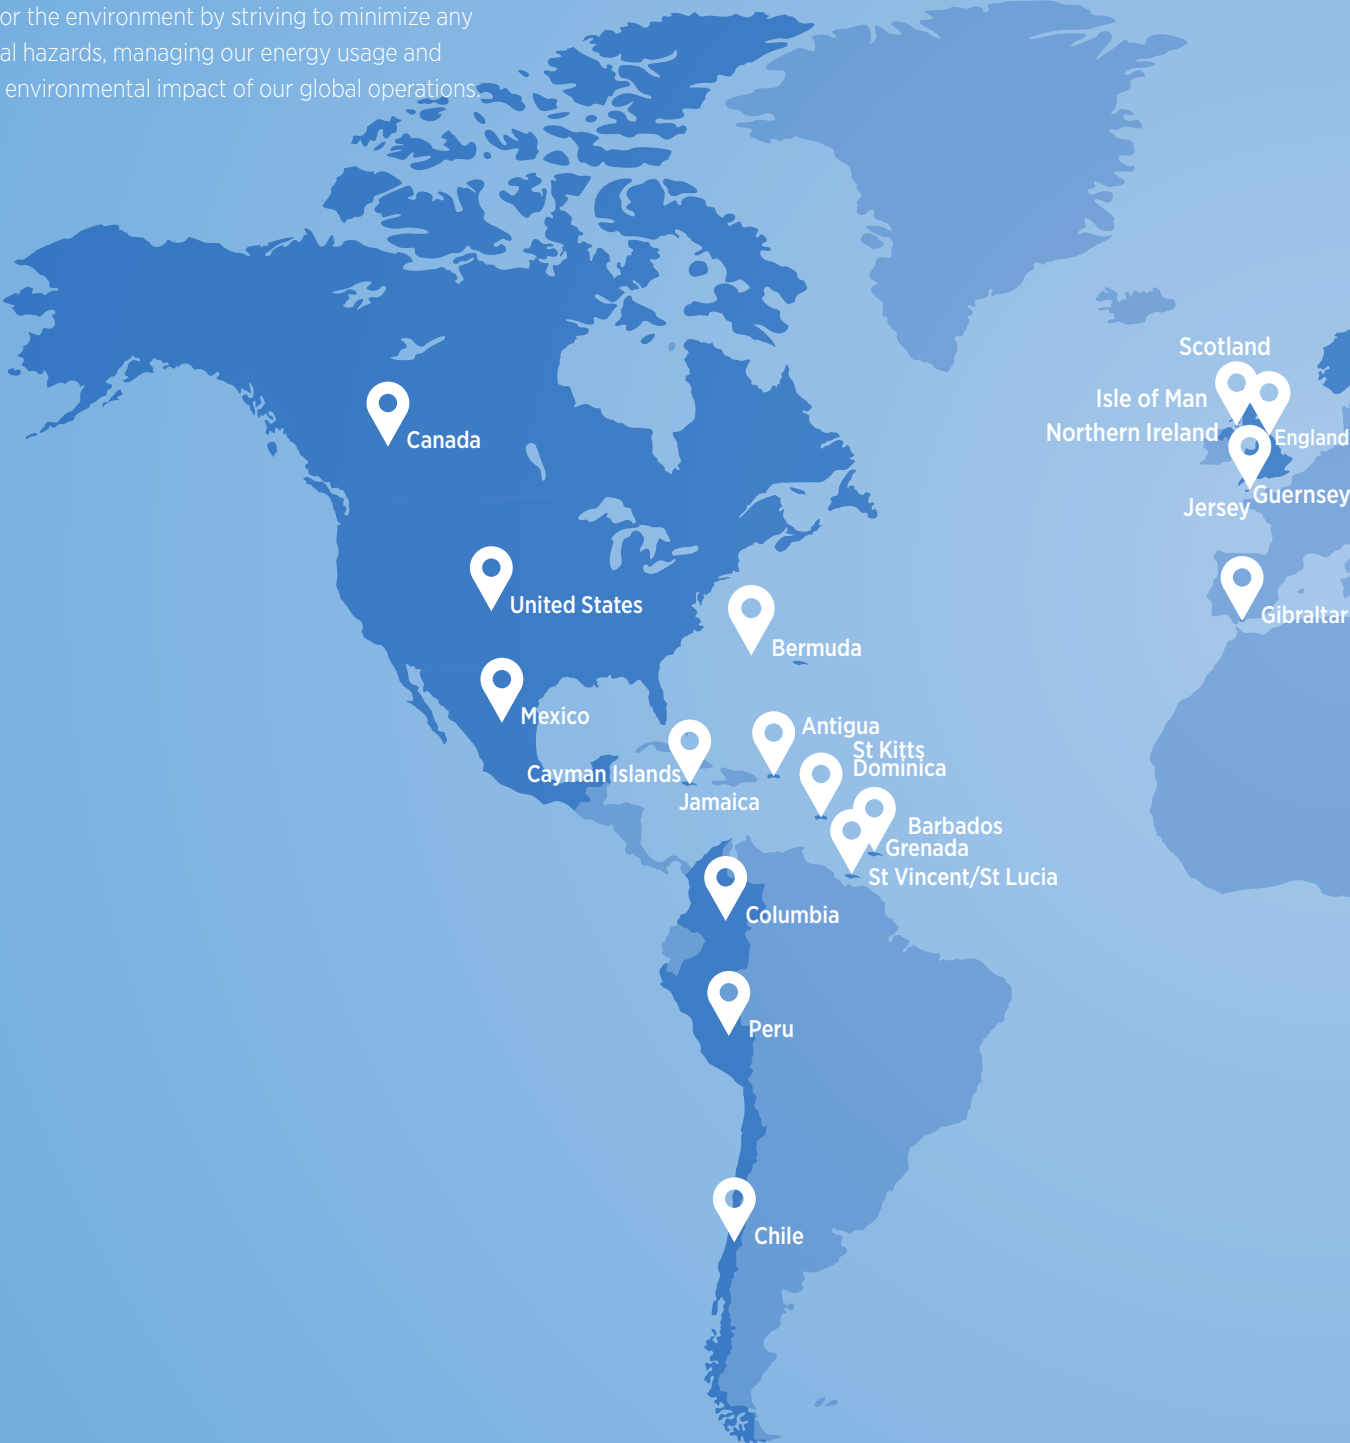 or the environment by striving to minimize any
al hazards, managing our energy usage and
environmental impact of our global operations.
Scotland
Isle of Man
Northern Ireland
England
Canada
Guernsey
Jersey
United States
Gibraltar
Bermuda
Mexico
Antigua
St Kitts
Dominica
Cayman Islands
Jamaica
Barbados
Grenada
St Vincent/St Lucia
Columbia
Peru
Chile